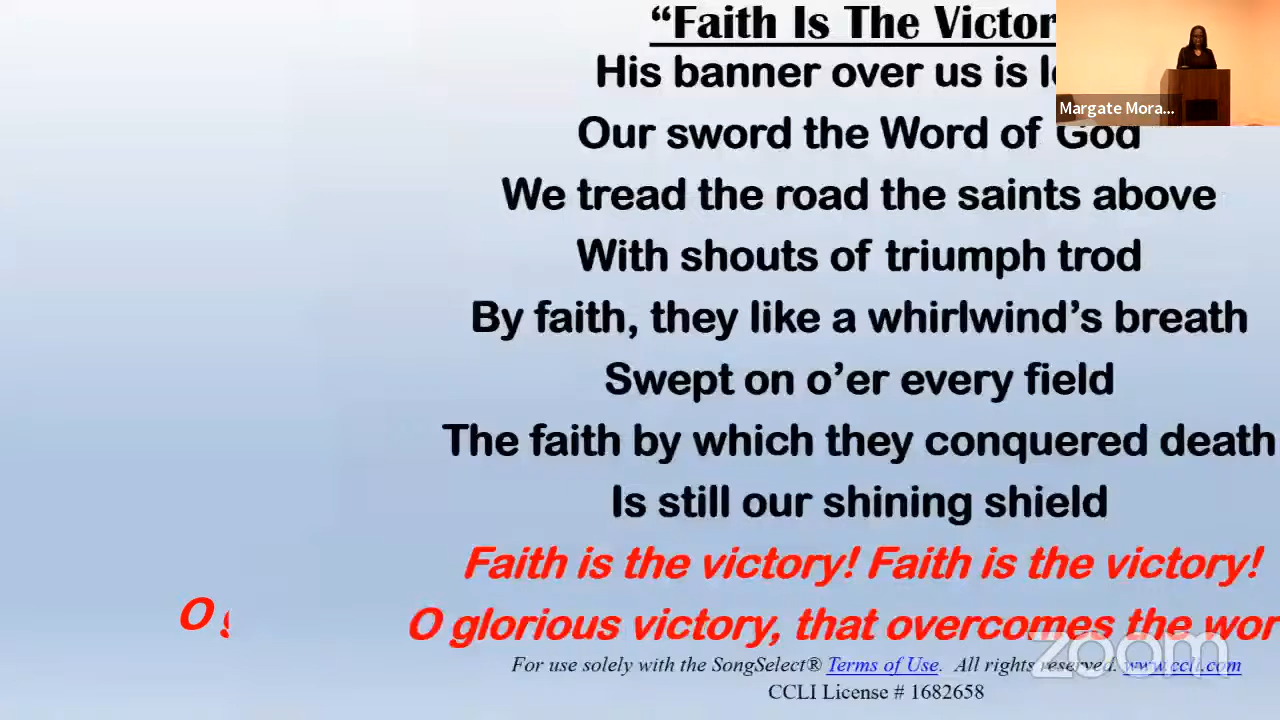 “Faith Is The Victor
Margate Mora...
His banner over us is
Our sword the Word of God
We tread the road the saints above
With shouts of triumph trod
By faith, they like a whirlwind’s breath
Swept on o’er every field
The faith by which they conquered death
Is still our shining shield
Faith is the victory! Faith is the victory!
O
O glorious victory, that overcomes the wor
For use solely with the SongSelect® Terms of Use. All rights reserved. www.ccli.com
zoom
CCLI License # 1682658